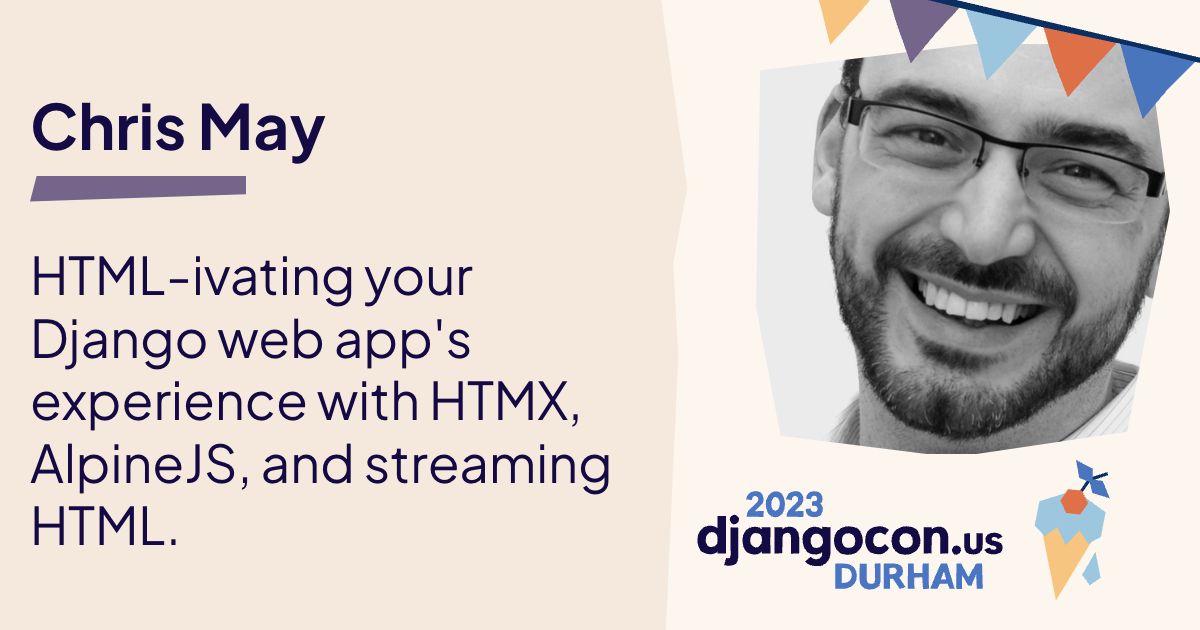 Chris May
HTML-ivating your
Django web app's
experience with HTMX,
AlpineJS, and streaming
HTML.
2023
djangocon.us
DURHAM